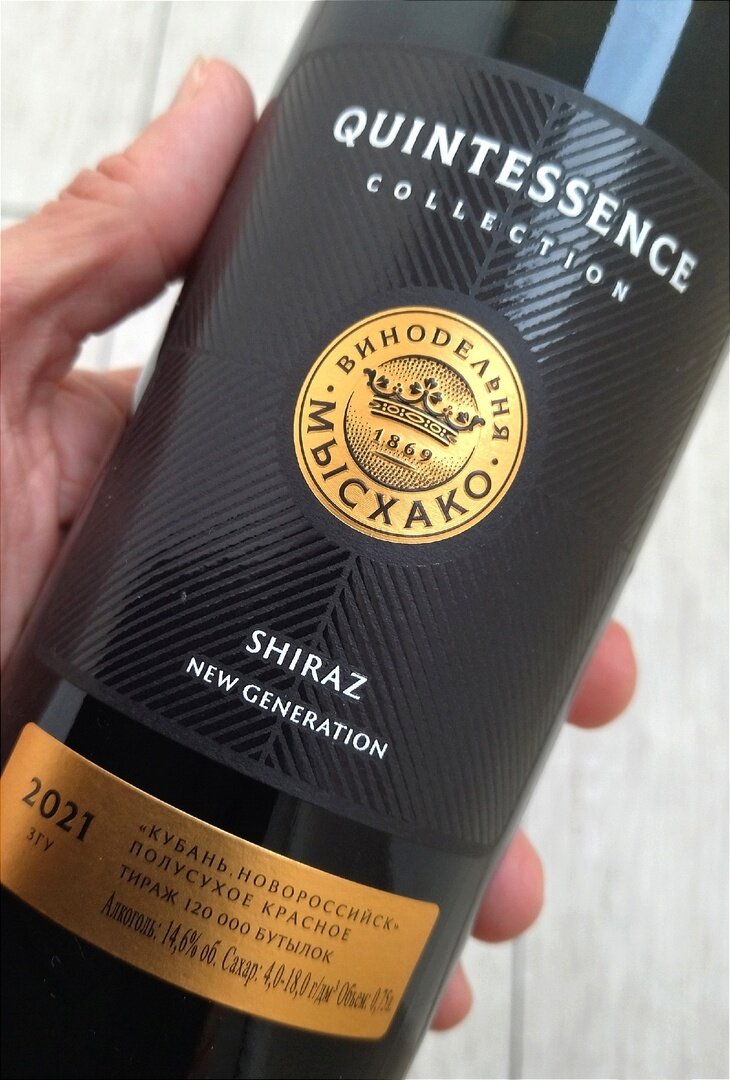 QUINTESSENCE
COLLECTION
ВИНОДЕЛЬНЯ
1869
• МЫСХАКО •
SHIRAZ
NEW GENERATION
2021
ЗГУ
«КУБАНЬ. НОВОРОССИЙСК»
ПОЛУСУХОЕ КРАСНОЕ
ТИРАЖ 120 000 БУТЫЛОК
Алкоголь: 14,6% об. Сахар: 4,0-18,0 г/дм³ Объем: 0,75л.